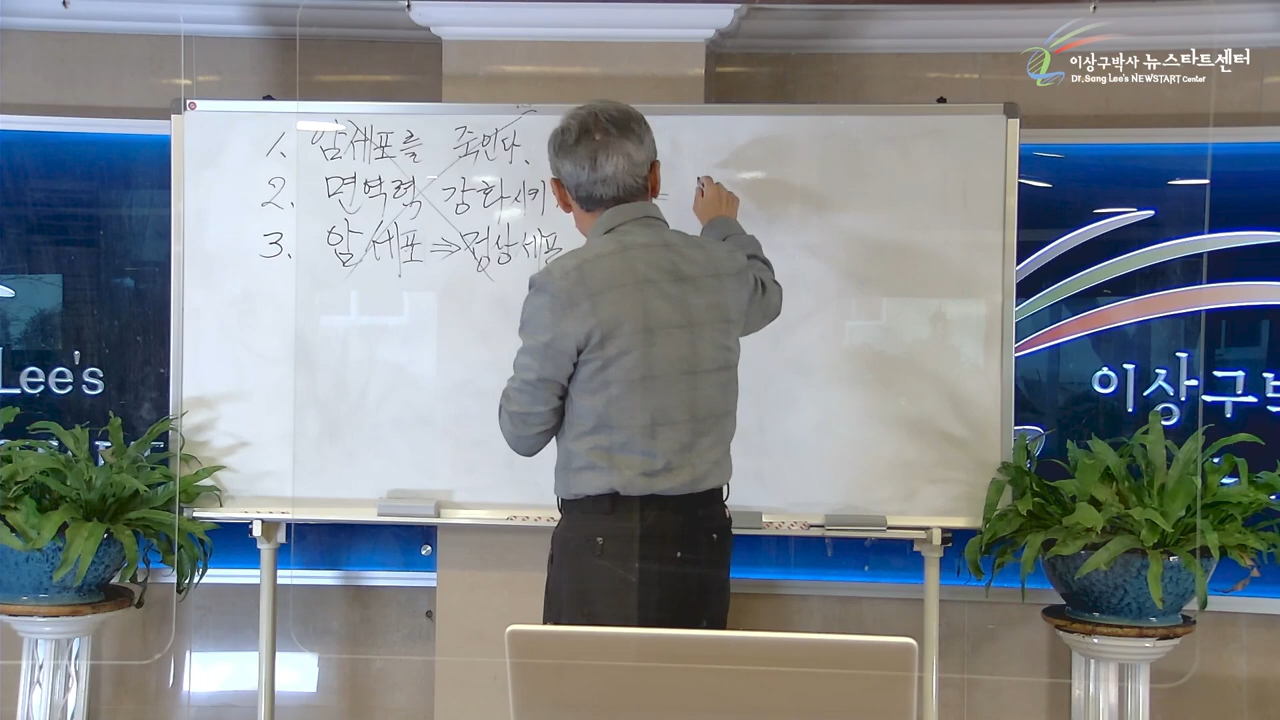 이상구박사 뉴스타트센터
Dr.Sang Lee's NEWSTART Center
1. 암세포를 죽인다.
2. 면역력 강화시키
3. 암세포 ⇒ 정상세포
Lee's
이상구박